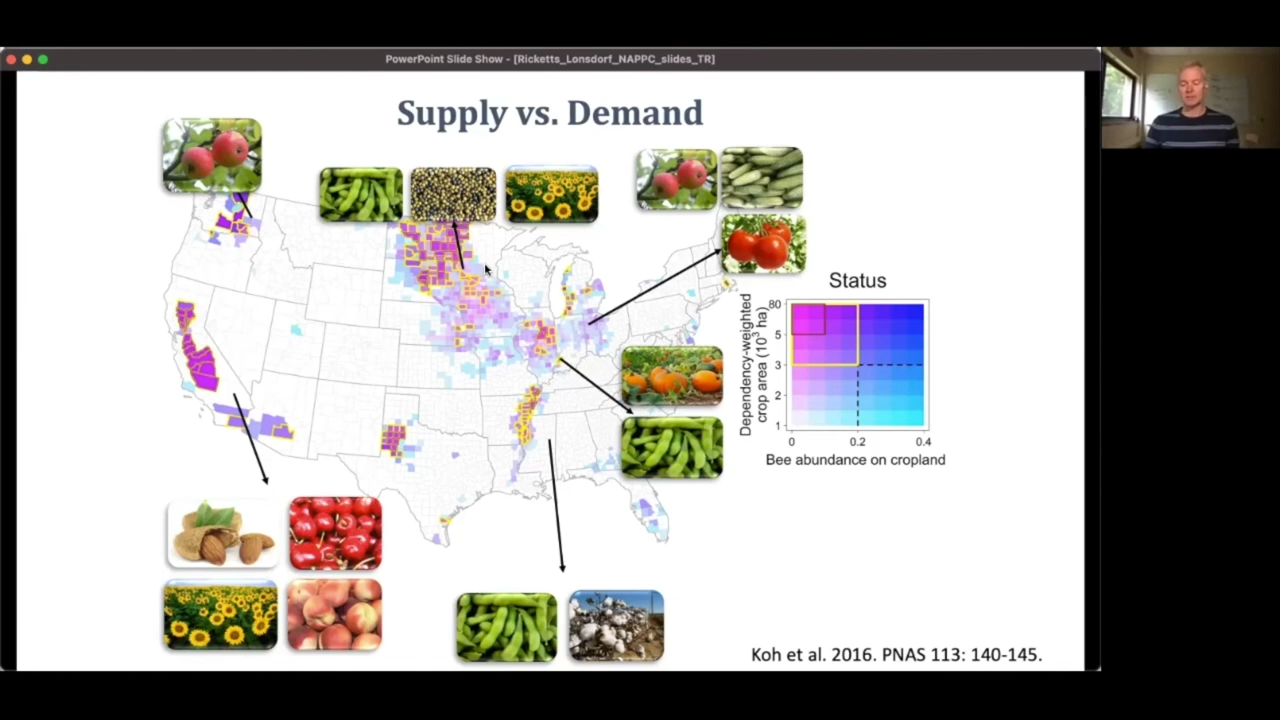 PowerPoint Slide Show - [Ricketts_Lonsdorf_NAPPC_slides_TR]
Supply vs. Demand
Status
Dependency-weighted
crop area (10³ ha)
80
5
3
2
1
0
0.2
0.4
Bee abundance on cropland
Koh et al. 2016. PNAS 113: 140-145.